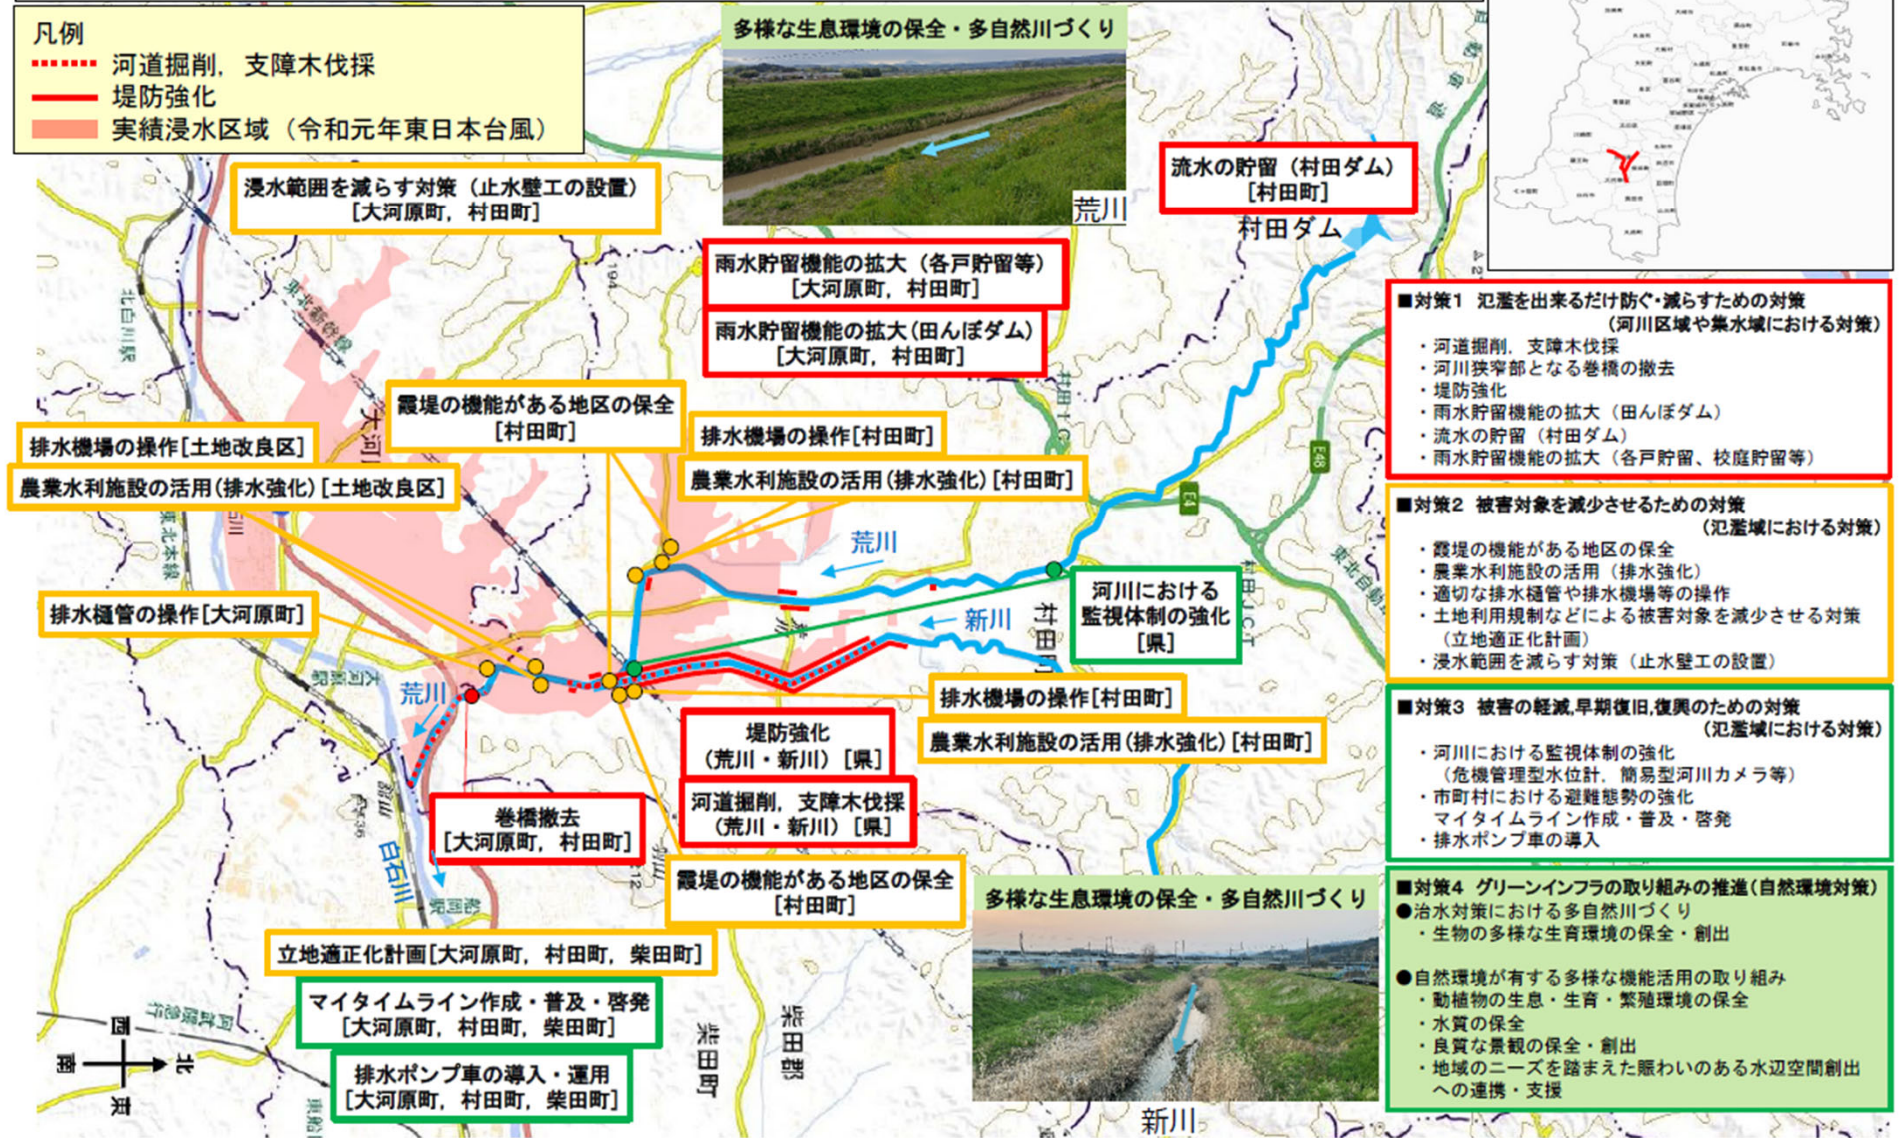 凡例
河道掘削，支障木伐採
堤防強化
実績浸水区域（令和元年東日本台風）
多様な生息環境の保全・多自然川づくり
荒川
浸水範囲を減らす対策（止水壁工の設置）
[大河原町，村田町]
流水の貯留（村田ダム）
[村田町]
村田ダム
雨水貯留機能の拡大（各戸貯留等）
[大河原町，村田町]
雨水貯留機能の拡大(田んぼダム)
[大河原町，村田町]
北白川駅
東北新幹線
霞堤の機能がある地区の保全
[村田町]
排水機場の操作[村田町]
農業水利施設の活用(排水強化)[村田町]
排水機場の操作[土地改良区]
農業水利施設の活用(排水強化)[土地改良区]
東北本線
村田IC
E48
E4
荒川
新川
村田町
村田JCT
東北自動
河川における
監視体制の強化
[県]
排水樋管の操作[大河原町]
大河原駅
荒川
排水機場の操作[村田町]
農業水利施設の活用(排水強化)[村田町]
堤防強化
（荒川・新川）[県]
河道掘削，支障木伐採
（荒川・新川）[県]
巻橋撤去
[大河原町，村田町]
白石川
船岡駅
霞堤の機能がある地区の保全
[村田町]
立地適正化計画[大河原町，村田町，柴田町]
マイタイムライン作成・普及・啓発
[大河原町，村田町，柴田町]
排水ポンプ車の導入・運用
[大河原町，村田町，柴田町]
阿武隈急行
西
南
北
東
柴田町
柴田郡
多様な生息環境の保全・多自然川づくり
新川
■対策1　氾濫を出来るだけ防ぐ・減らすための対策
（河川区域や集水域における対策）
・河道掘削，支障木伐採
・河川狭窄部となる巻橋の撤去
・堤防強化
・雨水貯留機能の拡大（田んぼダム）
・流水の貯留（村田ダム）
・雨水貯留機能の拡大（各戸貯留、校庭貯留等）
■対策2　被害対象を減少させるための対策
（氾濫域における対策）
・霞堤の機能がある地区の保全
・農業水利施設の活用（排水強化）
・適切な排水樋管や排水機場等の操作
・土地利用規制などによる被害対象を減少させる対策
（立地適正化計画）
・浸水範囲を減らす対策（止水壁工の設置）
■対策3　被害の軽減,早期復旧,復興のための対策
（氾濫域における対策）
・河川における監視体制の強化
（危機管理型水位計，簡易型河川カメラ等）
・市町村における避難態勢の強化
マイタイムライン作成・普及・啓発
・排水ポンプ車の導入
■対策4　グリーンインフラの取り組みの推進(自然環境対策)
●治水対策における多自然川づくり
・生物の多様な生育環境の保全・創出
●自然環境が有する多様な機能活用の取り組み
・動植物の生息・生育・繁殖環境の保全
・水質の保全
・良質な景観の保全・創出
・地域のニーズを踏まえた賑わいのある水辺空間創出
への連携・支援